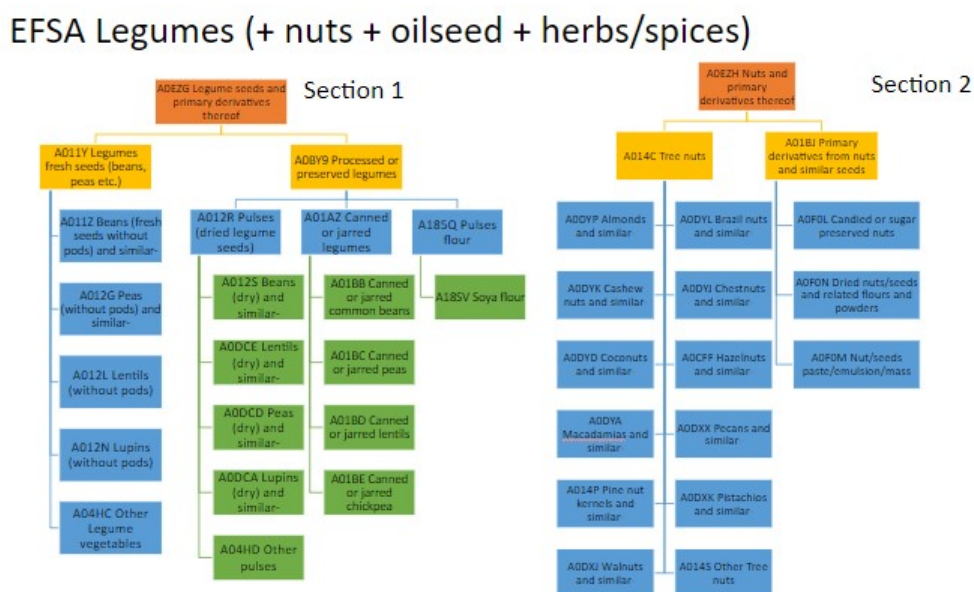 EFSA Legumes (+ nuts + oilseed + herbs/spices)
Section 1
A0EZG Legume seeds and
primary derivatives
thereof
A011Y Legumes
fresh seeds (beans,
peas etc.)
A0BY9 Processed or
preserved legumes
A011Z Beans (fresh
seeds without
pods) and similar-
A012G Peas
(without pods) and
similar-
A012L Lentils
(without pods)
A012N Lupins
(without pods)
A04HC Other
Legume
vegetables
A012R Pulses
(dried legume
seeds)
A01AZ Canned
or jarred
legumes
A185Q Pulses
flour
A012S Beans
(dry) and
similar-
A0DCE Lentils
(dry) and
similar-
A0DCD Peas
(dry) and
similar-
A0DCA Lupins
(dry) and
similar-
A04HD Other
pulses
A01BB Canned
or jarred
common beans
A01BC Canned
or jarred peas
A01BD Canned
or jarred lentils
A01BE Canned
or jarred
chickpea
A18SV Soya flour
Section 2
A0EZH Nuts and
primary
derivatives thereof
A014C Tree nuts
A01BJ Primary
derivatives from nuts
and similar seeds
A0DYP Almonds
and similar
A0DYL Brazil nuts
and similar
A0DYK Cashew
nuts and similar
A0DYJ Chestnuts
and similar
A0DYD Coconuts
and similar
A0CFF Hazelnuts
and similar
A0DYA
Macadamias and
similar
A0DXX Pecans and
similar
A014P Pine nut
kernels and
similar
A0DXK Pistachios
and similar
A0DXJ Walnuts
and similar
A014S Other Tree
nuts
A0F0L Candied or sugar
preserved nuts
A0F0N Dried nuts/seeds
and related flours and
powders
A0F0M Nut/seeds
paste/emulsion/mass